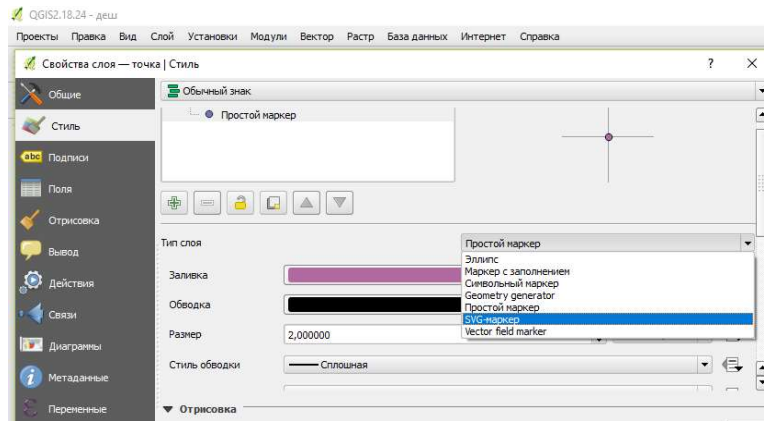 QGIS2.18.24 - деш
Проекты Правка Вид Слой Установки Модули Вектор Растр База данных Интернет Справка
Свойства слоя — точка | Стиль ?
Общие
Стиль
abc Подписи
Поля
Отрисовка
Вывод
Действия
Связи
Диаграммы
Метаданные
Переменные
Обычный знак
Простой маркер
Тип слоя Простой маркер
Эллипс
Маркер с заполнением
Символьный маркер
Geometry generator
Простой маркер
SVG-маркер
Vector field marker
Заливка
Обводка
Размер 2,000000
Стиль обводки Сплошная
Отрисовка